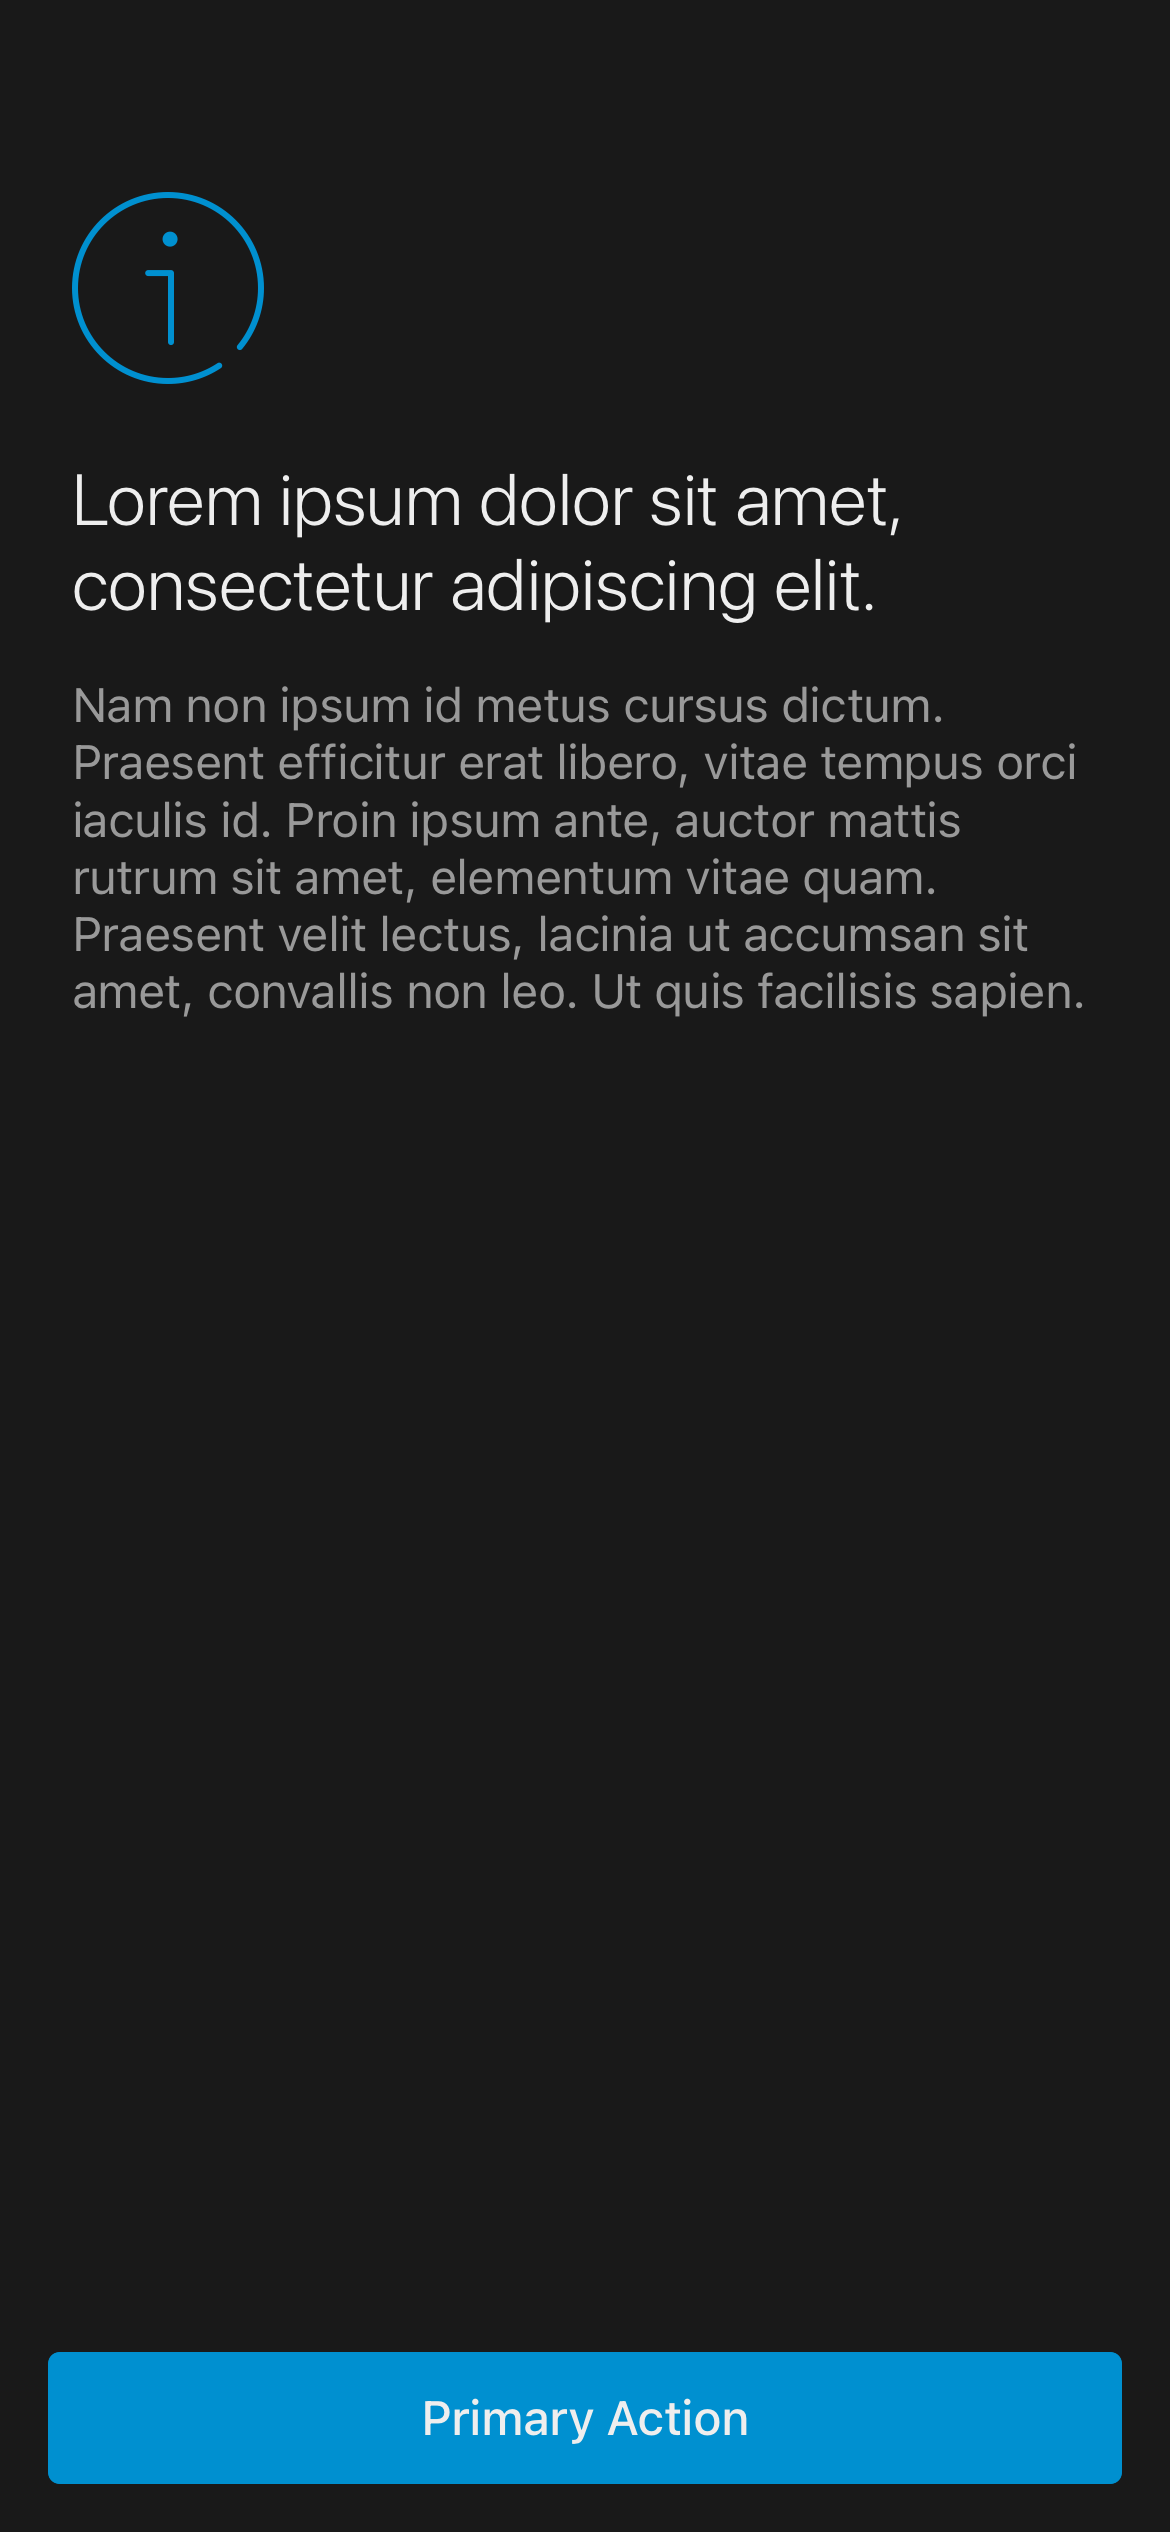 Lorem ipsum dolor sit amet,
consectetur adipiscing elit.
Nam non ipsum id metus cursus dictum.
Praesent efficitur erat libero, vitae tempus orci
iaculis id. Proin ipsum ante, auctor mattis
rutrum sit amet, elementum vitae quam.
Praesent velit lectus, lacinia ut accumsan sit
amet, convallis non leo. Ut quis facilisis sapien.
Primary Action